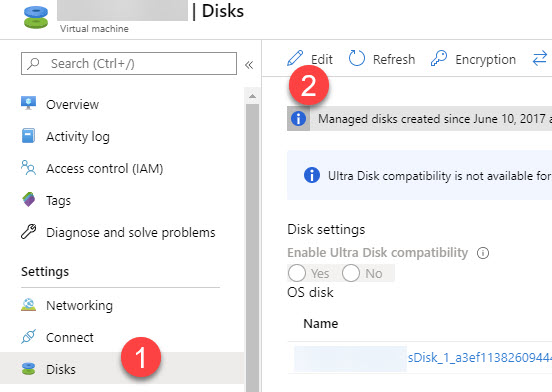 | Disks
Virtual machine
Search (Ctrl+/)
«
Overview
Activity log
Access control (IAM)
Tags
Diagnose and solve problems
Settings
Networking
Connect
1
Disks
Edit
Refresh
Encryption
2
Managed disks created since June 10, 2017 a
Ultra Disk compatibility is not available for
Disk settings
Enable Ultra Disk compatibility
Yes
No
OS disk
Name
sDisk_1_a3ef11382609444